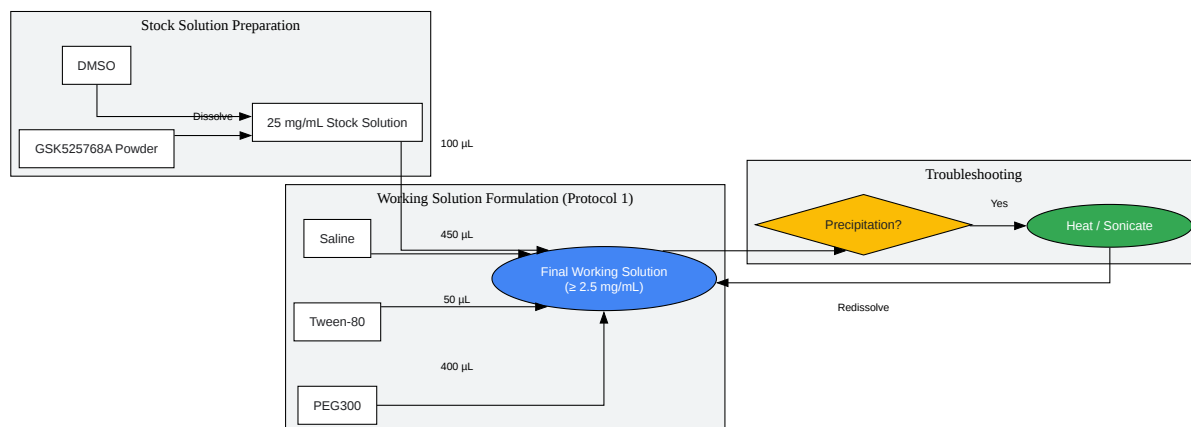 Stock Solution Preparation
DMSO
Dissolve
25 mg/mL Stock Solution
GSK525768A Powder
100 µL
Working Solution Formulation (Protocol 1)
Saline
450 µL
Final Working Solution
(≥ 2.5 mg/mL)
50 µL
Tween-80
400 µL
PEG300
Troubleshooting
Precipitation?
Yes
Heat / Sonicate
Redissolve